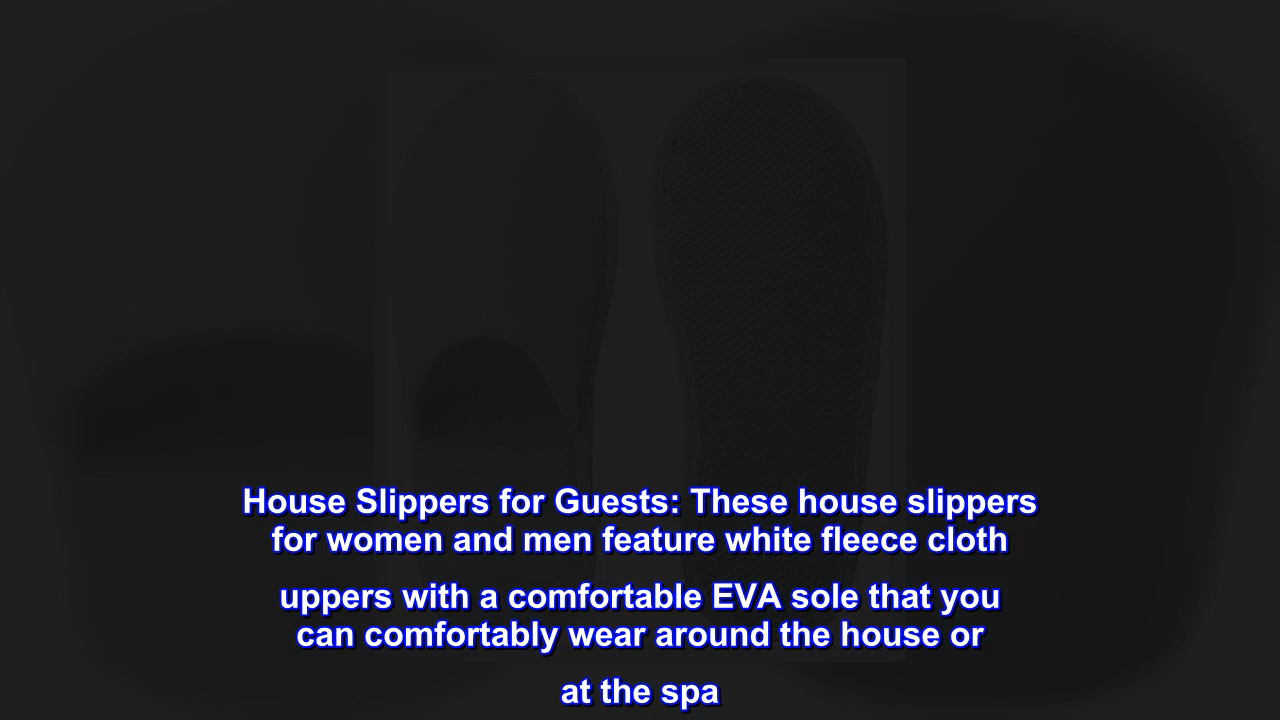 House Slippers for Guests: These house slippers
for women and men feature white fleece cloth
uppers with a comfortable EVA sole that you
can comfortably wear around the house or
at the spa